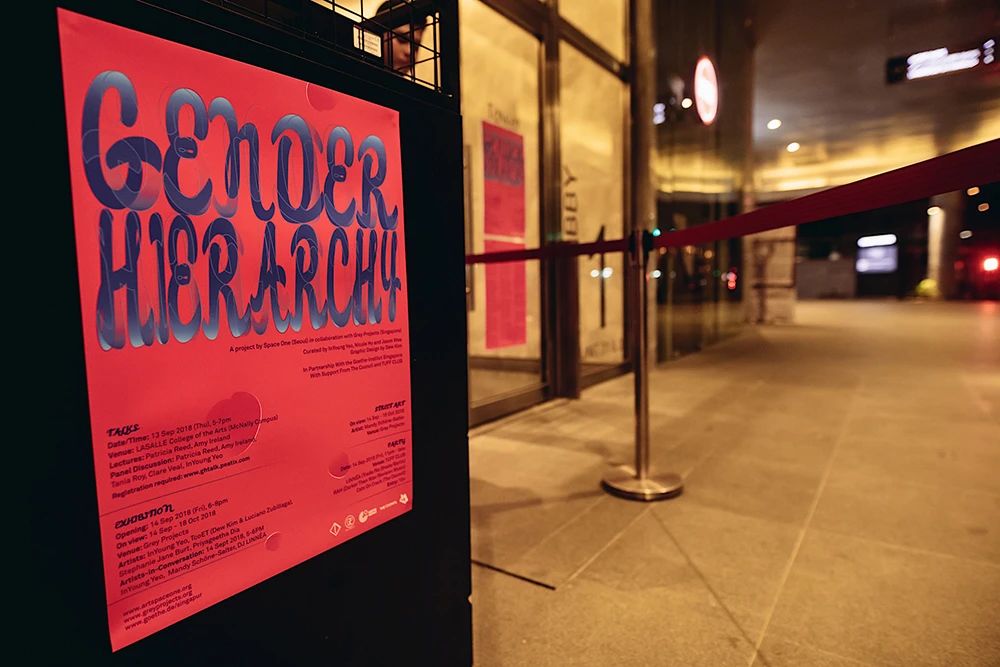 GENDER
HIERARCHY
A project by Space One (Seoul) in collaboration with Grey Projects (Singapore)
Curated by InYoung Yeo, Nicole Ho and Jason Wee
Graphic Design by Dew Kim
In Partnership With the Goethe-Institut Singapore
With Support From The Council and TUFF CLUB
TALKS
Date/Time: 13 Sep 2018 (Thu), 5-7pm
Venue: LASALLE College of the Arts (McNally Campus)
Lectures: Patricia Reed, Amy Ireland
Panel Discussion: Patricia Reed, Amy Ireland,
Tania Roy, Clare Veal, InYoung Yeo
Registration required: www.ghtalk.peatix.com
EXHIBITION
Opening: 14 Sep 2018 (Fri), 6-8pm
On view: 14 Sep - 18 Oct 2018
Venue: Grey Projects
Artists: InYoung Yeo, TcoET (Dew Kim & Luciano Zubillaga),
Stephanie Jane Burt, Priyageetha Dia
Artists-in-Conversation: 14 Sept 2018, 5-6PM
InYoung Yeo, Mandy Schöne-Salter, DJ LINNÉA
www.artspaceone.org
www.greyprojects.org
www.goethe.de/singapur
STREET ART
On view: 14 Sep - 18 Oct 2018
Artist: Mandy Schöne-Salter
Venue: Grey Projects
PARTY
Date: 14 Sep 2018 (Fri), 11pm -
Venue: TUFF CLUB